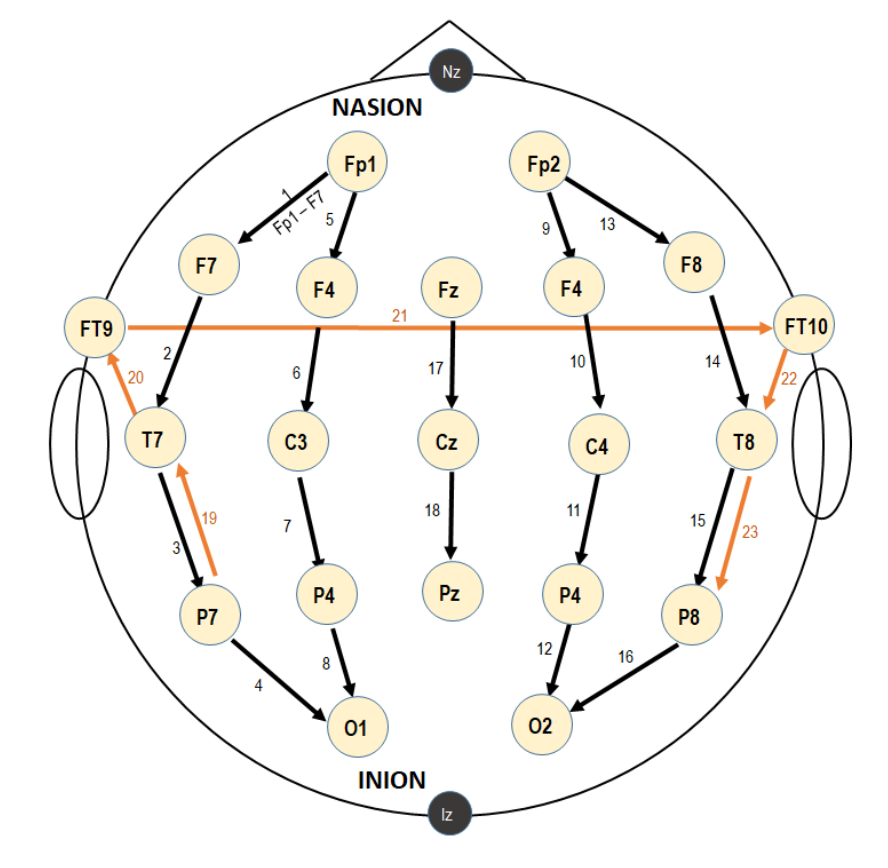 Nz
NASION
Fp1
Fp2
1
Fp1 – F7
5
9
13
F7
F4
Fz
F4
F8
FT9
21
FT10
2
20
6
17
10
14
22
T7
C3
Cz
C4
T8
19
3
7
18
11
15
23
P7
P4
Pz
P4
P8
4
8
12
16
O1
O2
INION
Iz